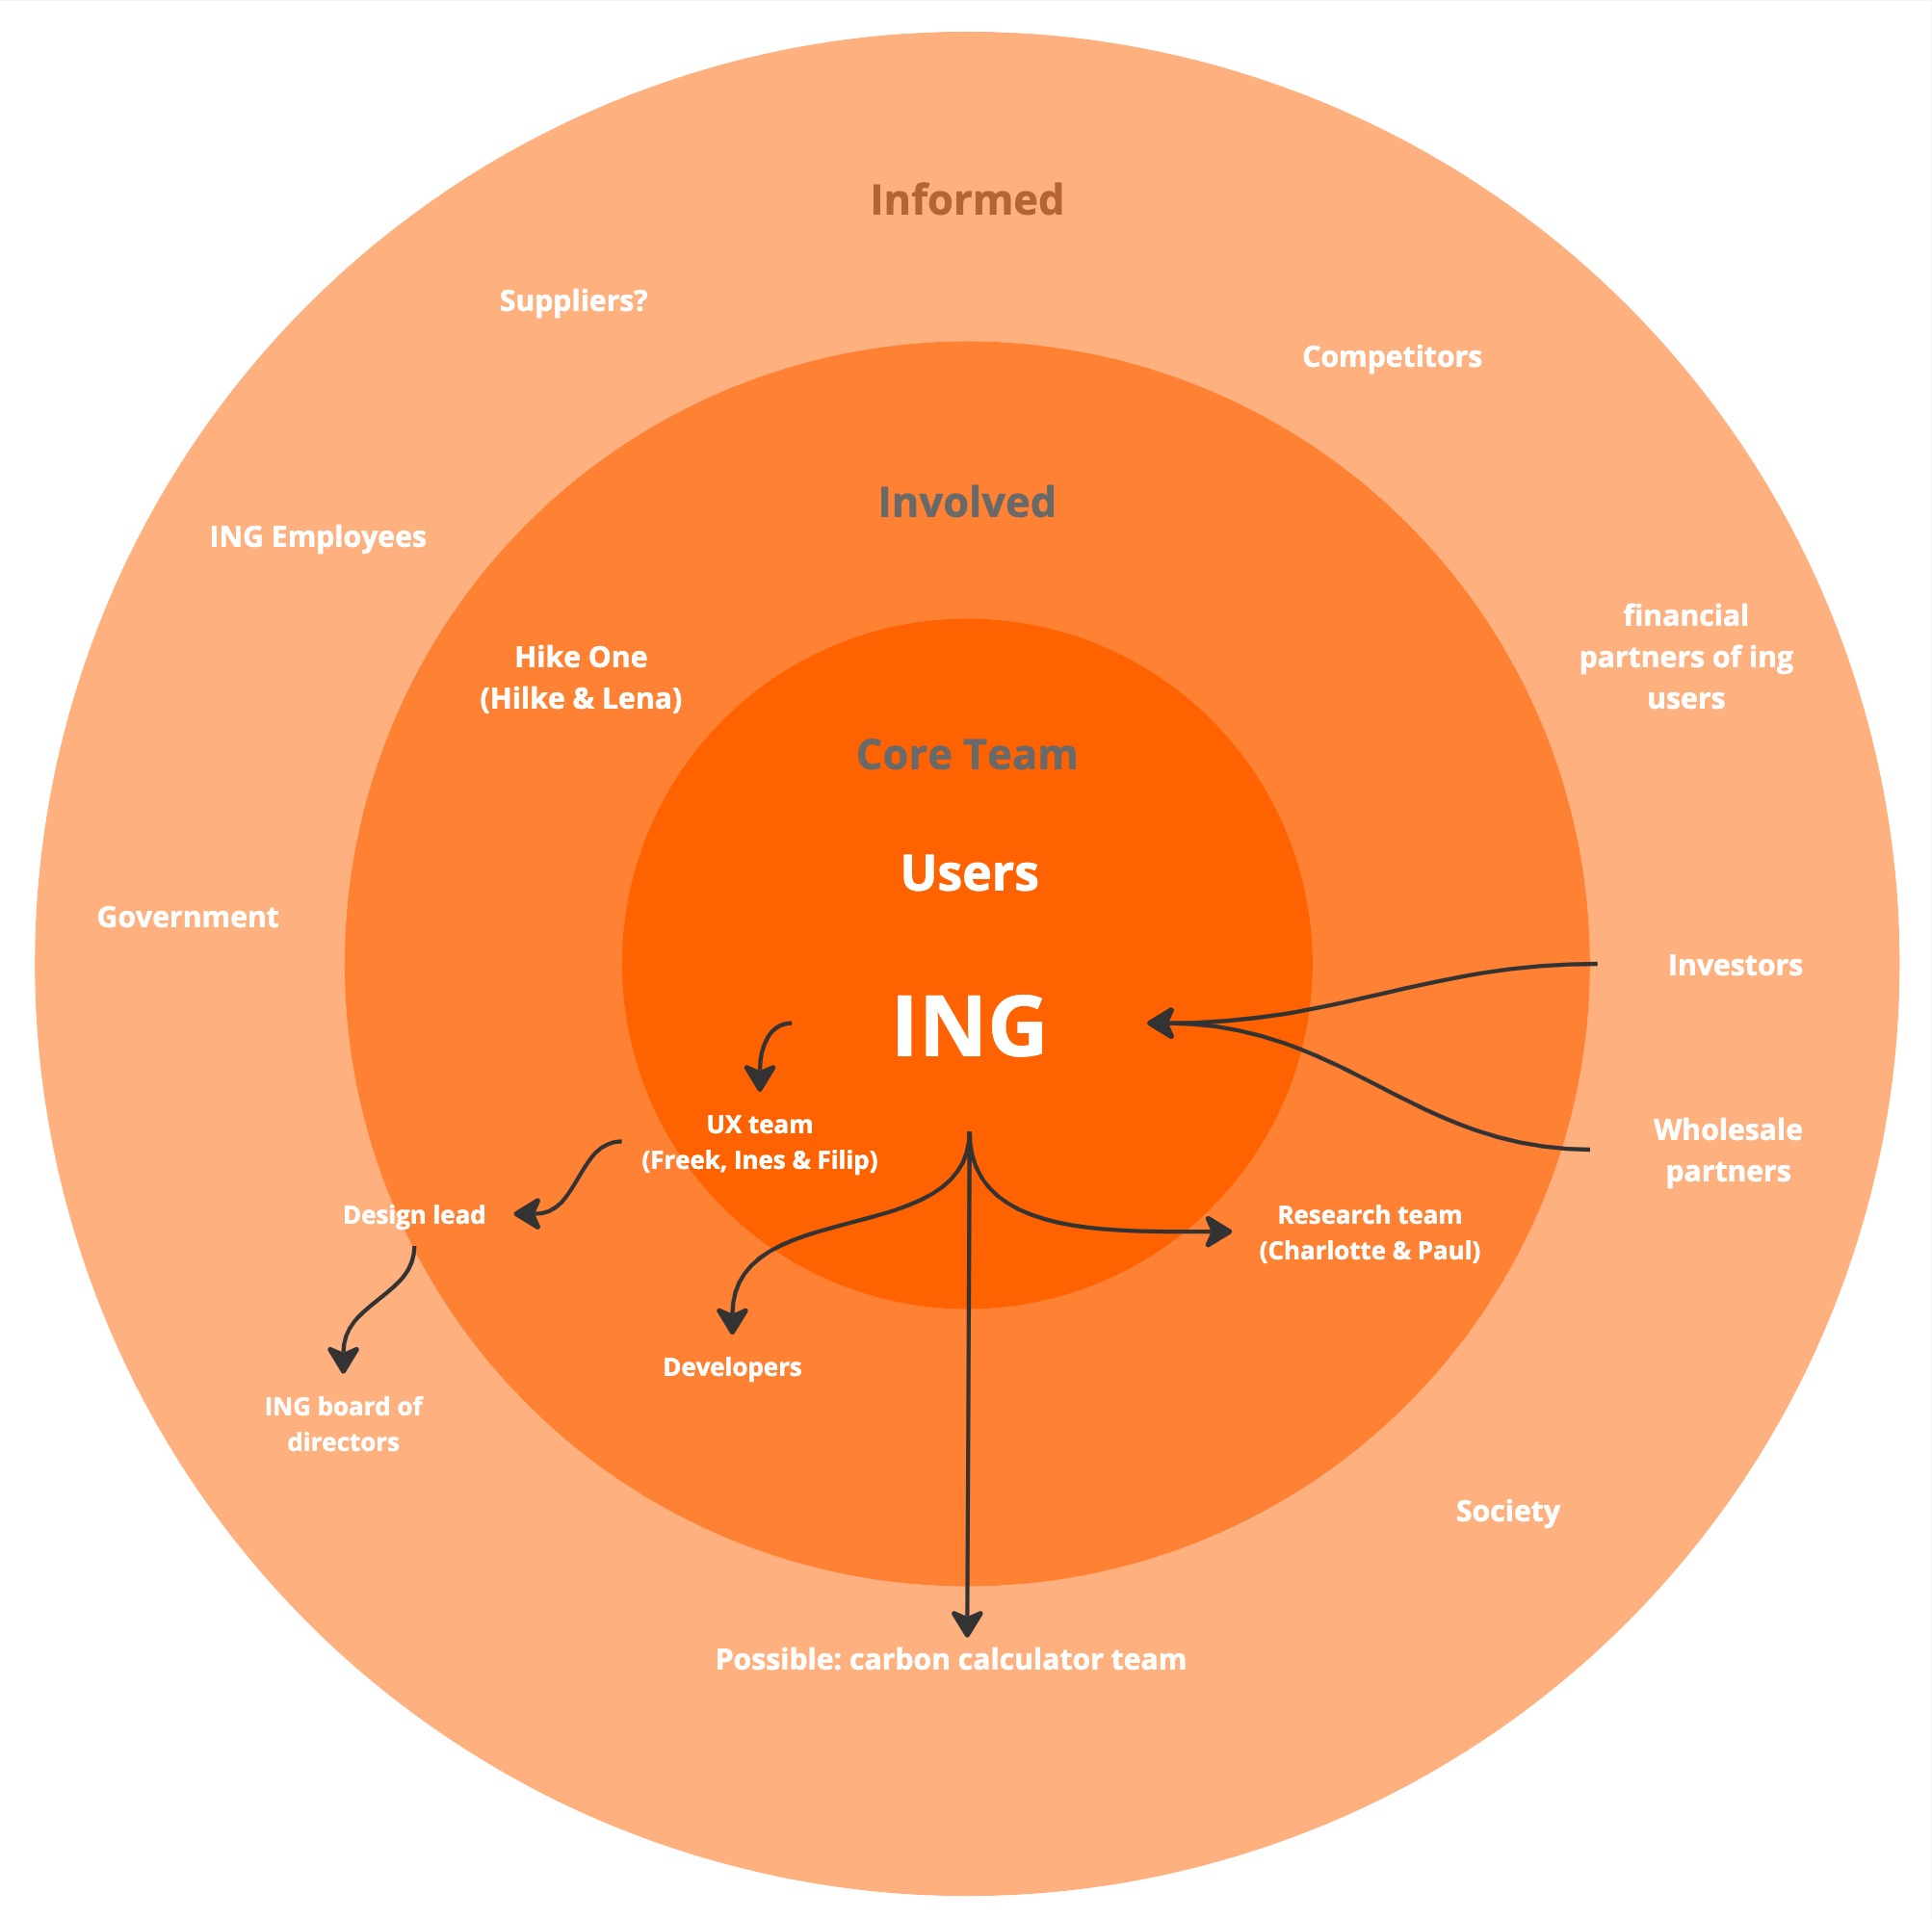 Informed
Suppliers?
Competitors
Involved
ING Employees
financial
partners of ing
users
Hike One
(Hilke & Lena)
Core Team
Users
Government
Investors
ING
UX team
(Freek, Ines & Filip)
Wholesale
partners
Design lead
Research team
(Charlotte & Paul)
Developers
ING board of
directors
Society
Possible: carbon calculator team